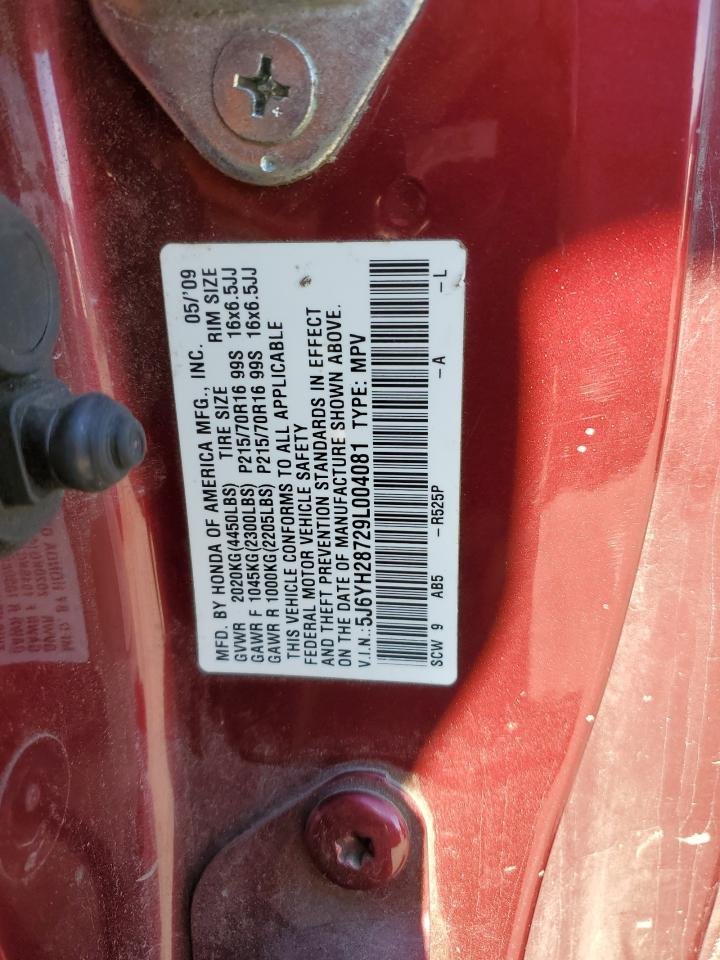 MFD. BY HONDA OF AMERICA MFG., INC. 05/'09
GVWR 2020KG(4450LBS) TIRE SIZE RIM SIZE
GAWR F 1045KG(2300LBS) P215/70R16 99S 16x6.5JJ
GAWR R 1000KG(2205LBS) P215/70R16 99S 16x6.5JJ
THIS VEHICLE CONFORMS TO ALL APPLICABLE
FEDERAL MOTOR VEHICLE SAFETY
AND THEFT PREVENTION STANDARDS IN EFFECT
ON THE DATE OF MANUFACTURE SHOWN ABOVE.
V.I.N.:5J6YH28729L004081 TYPE: MPV
SCW 9 AB5 -R525P -A -L